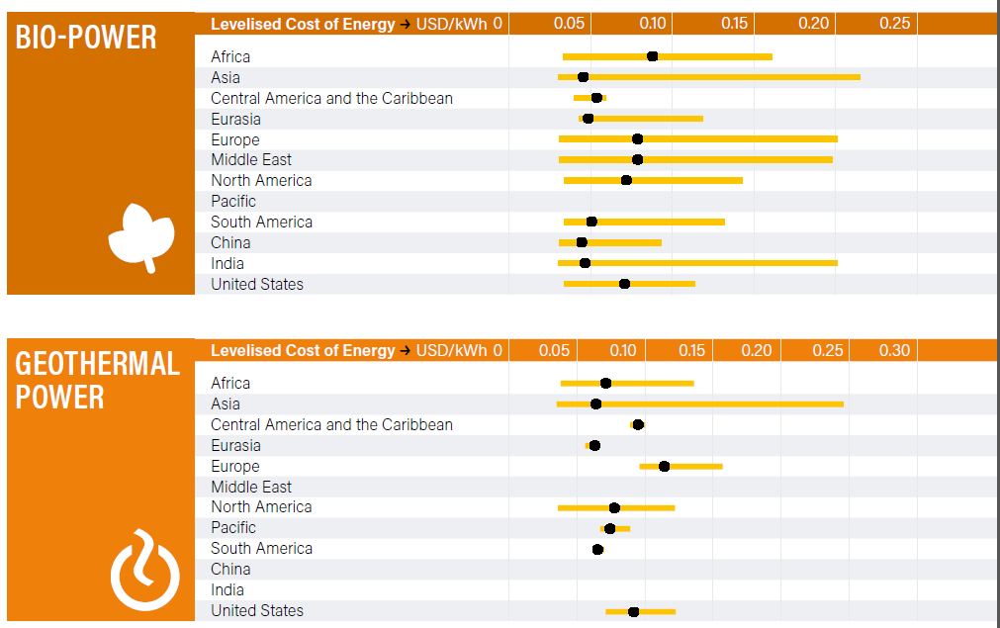 BIO-POWER
Levelised Cost of Energy → USD/kWh 0 0.05 0.10 0.15 0.20 0.25
Africa
Asia
Central America and the Caribbean
Eurasia
Europe
Middle East
North America
Pacific
South America
China
India
United States
GEOTHERMAL
POWER
Levelised Cost of Energy → USD/kWh 0 0.05 0.10 0.15 0.20 0.25 0.30
Africa
Asia
Central America and the Caribbean
Eurasia
Europe
Middle East
North America
Pacific
South America
China
India
United States